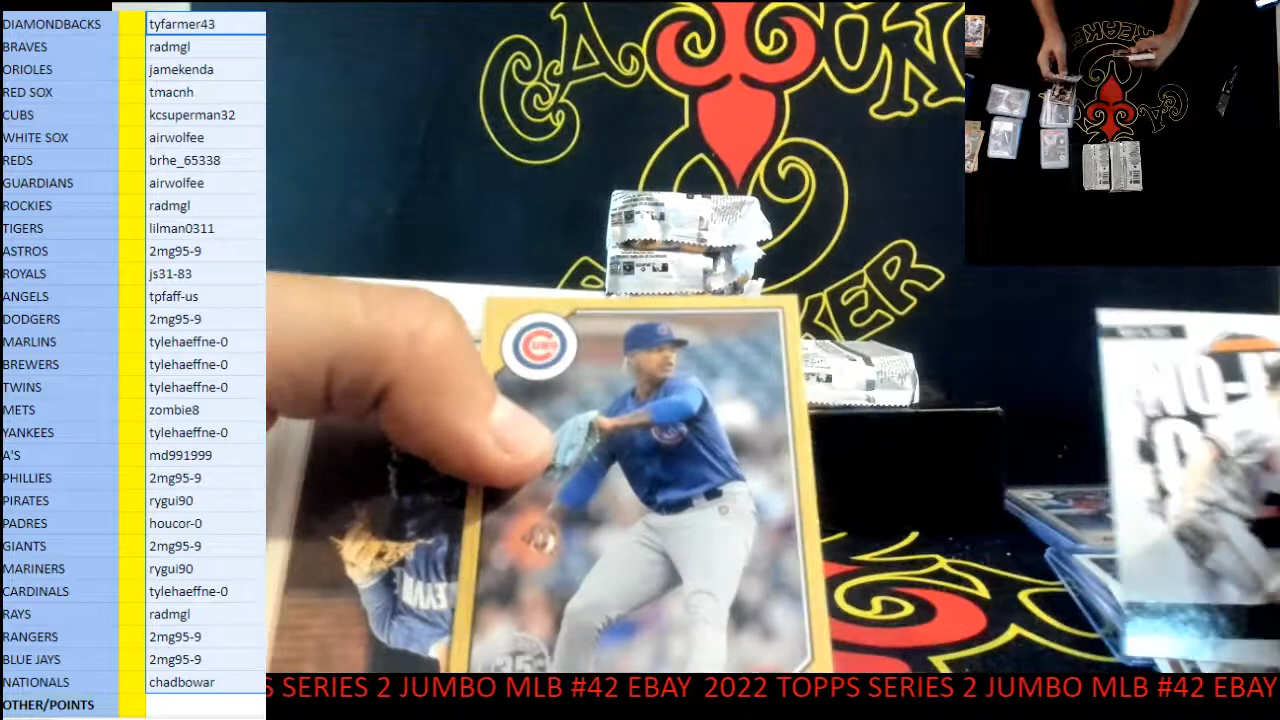 DIAMONDBACKS tyfarmer43
BRAVES radmgl
ORIOLES jamekenda
RED SOX tmacnh
CUBS kcsuperman32
WHITE SOX airwolfee
REDS brhe_65338
GUARDIANS airwolfee
ROCKIES radmgl
TIGERS lilman0311
ASTROS 2mg95-9
ROYALS js31-83
ANGELS tpfaff-us
DODGERS 2mg95-9
MARLINS tylehaeffne-0
BREWERS tylehaeffne-0
TWINS tylehaeffne-0
METS zombie8
YANKEES tylehaeffne-0
A'S md991999
PHILLIES 2mg95-9
PIRATES rygui90
PADRES houcor-0
GIANTS 2mg95-9
MARINERS rygui90
CARDINALS tylehaeffne-0
RAYS radmgl
RANGERS 2mg95-9
BLUE JAYS 2mg95-9
NATIONALS chadbowar
OTHER/POINTS
CUBS
S SERIES 2 JUMBO MLB #42 EBAY 2022 TOPPS SERIES 2 JUMBO MLB #42 EBAY